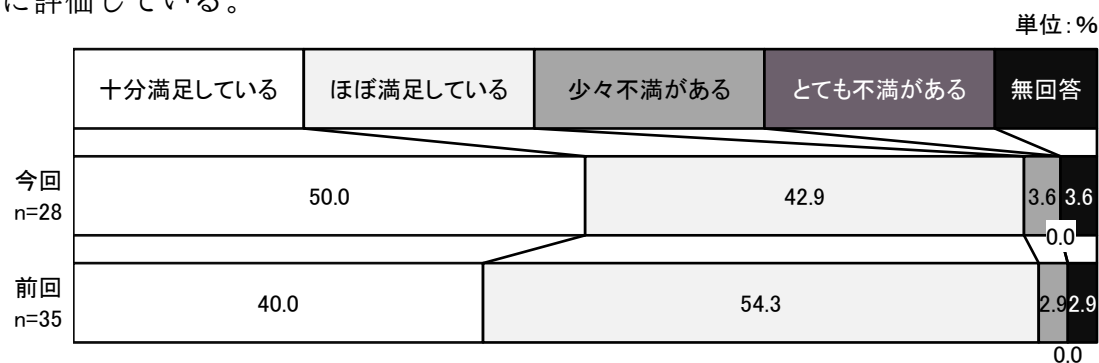 に評価している。
単位：％
十分満足している ほぼ満足している 少々不満がある とても不満がある 無回答
今回
n=28
50.0 42.9 3.6 3.6
0.0
前回
n=35
40.0 54.3 2.9 2.9
0.0